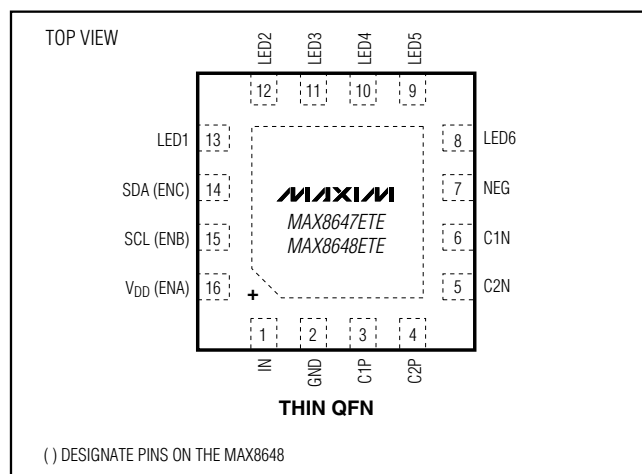 TOP VIEW
LED2 LED3 LED4 LED5
12 11 10 9
LED1 13 8 LED6
SDA (ENC) 14 7 NEG
MAXIM
MAX8647ETE
MAX8648ETE
SCL (ENB) 15 6 C1N
VDD (ENA) 16 5 C2N
+
1 2 3 4
IN GND C1P C2P
THIN QFN
( ) DESIGNATE PINS ON THE MAX8648